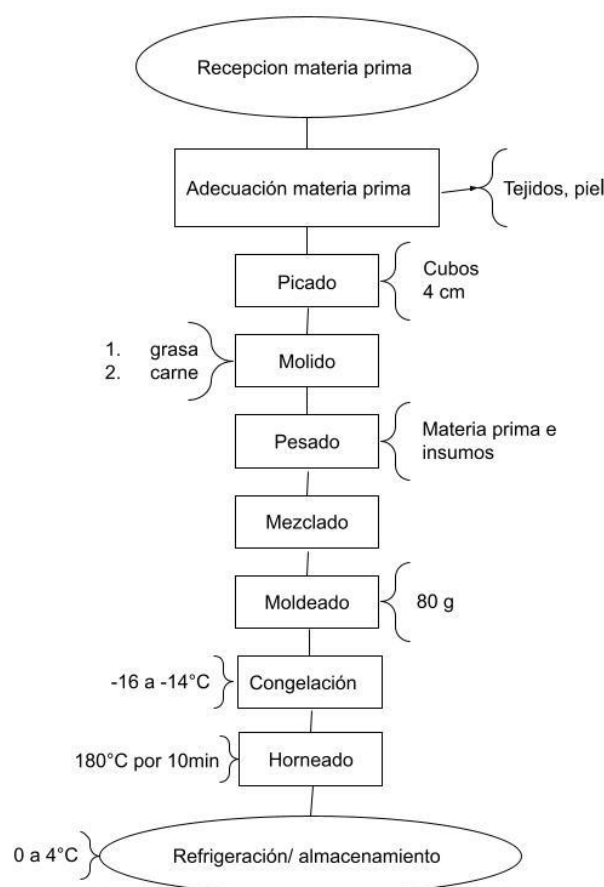 Recepcion materia prima
Adecuación materia prima
Tejidos, piel
Picado
Cubos
4 cm
1. grasa
2. carne
Molido
Pesado
Materia prima e
insumos
Mezclado
Moldeado
80 g
-16 a -14°C
Congelación
180°C por 10min
Horneado
0 a 4°C
Refrigeración/ almacenamiento